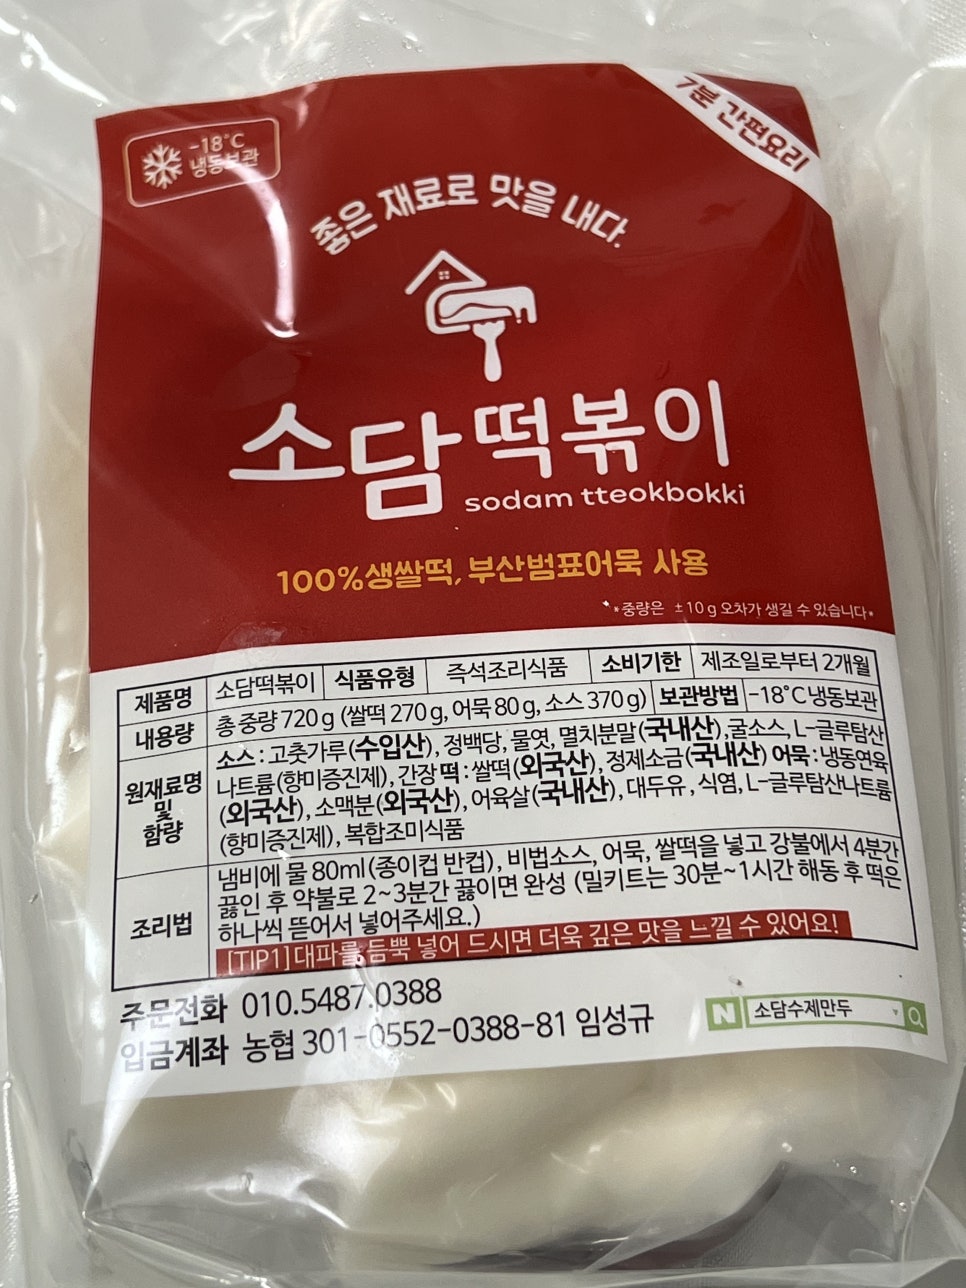 -18°C
냉동보관
7분 간편요리
좋은 재료로 맛을 내다.
소담떡볶이
sodam tteokbokki
100%생쌀떡, 부산범표어묵 사용
*중량은 ±10g 오차가 생길 수 있습니다*
제품명 소담떡볶이 식품유형 즉석조리식품 소비기한 제조일로부터 2개월
내용량 총 중량 720g (쌀떡 270g, 어묵 80g, 소스 370g) 보관방법 -18°C 냉동보관
원재료명 및 함량
소스 : 고춧가루(수입산), 정백당, 물엿, 멸치분말(국내산),굴소스, L-글루탐산
나트륨(향미증진제), 간장 떡 : 쌀떡(외국산), 정제소금(국내산) 어묵 : 냉동연육
(외국산), 소맥분(외국산), 어육살(국내산), 대두유, 식염, L-글루탐산나트륨
(향미증진제), 복합조미식품
조리법
냄비에 물 80ml(종이컵 반컵), 비법소스, 어묵, 쌀떡을 넣고 강불에서 4분간
끓인 후 약불로 2~3분간 끓이면 완성 (밀키트는 30분~1시간 해동 후 떡은
하나씩 뜯어서 넣어주세요.)
[TIP1]대파를 듬뿍 넣어 드시면 더욱 깊은 맛을 느낄 수 있어요!
주문전화 010.5487.0388
입금계좌 농협 301-0552-0388-81 임성규
N 소담수제만두